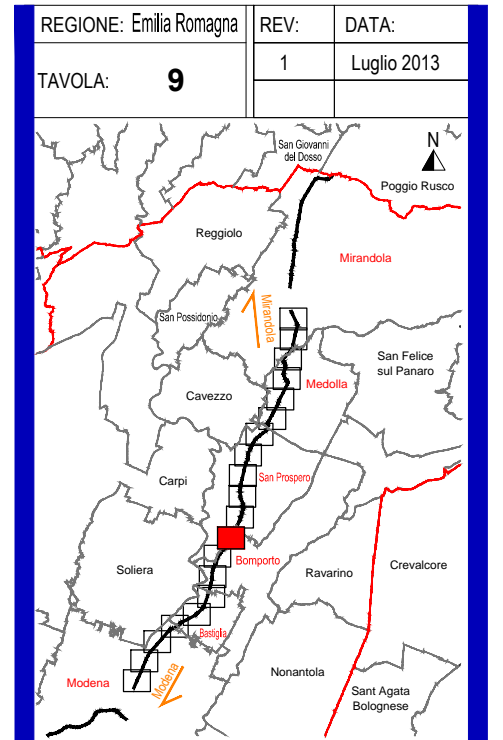 REGIONE: Emilia Romagna
REV:
DATA:
TAVOLA: 9
1
Luglio 2013
San Giovanni
del Dosso
N
Poggio Rusco
Reggiolo
Mirandola
Mirandola
San Possidonio
San Felice
sul Panaro
Medolla
Cavezzo
Carpi
San Prospero
Bomporto
Soliera
Ravarino
Crevalcore
Bastiglia
Modena
Modena
Nonantola
Sant Agata
Bolognese